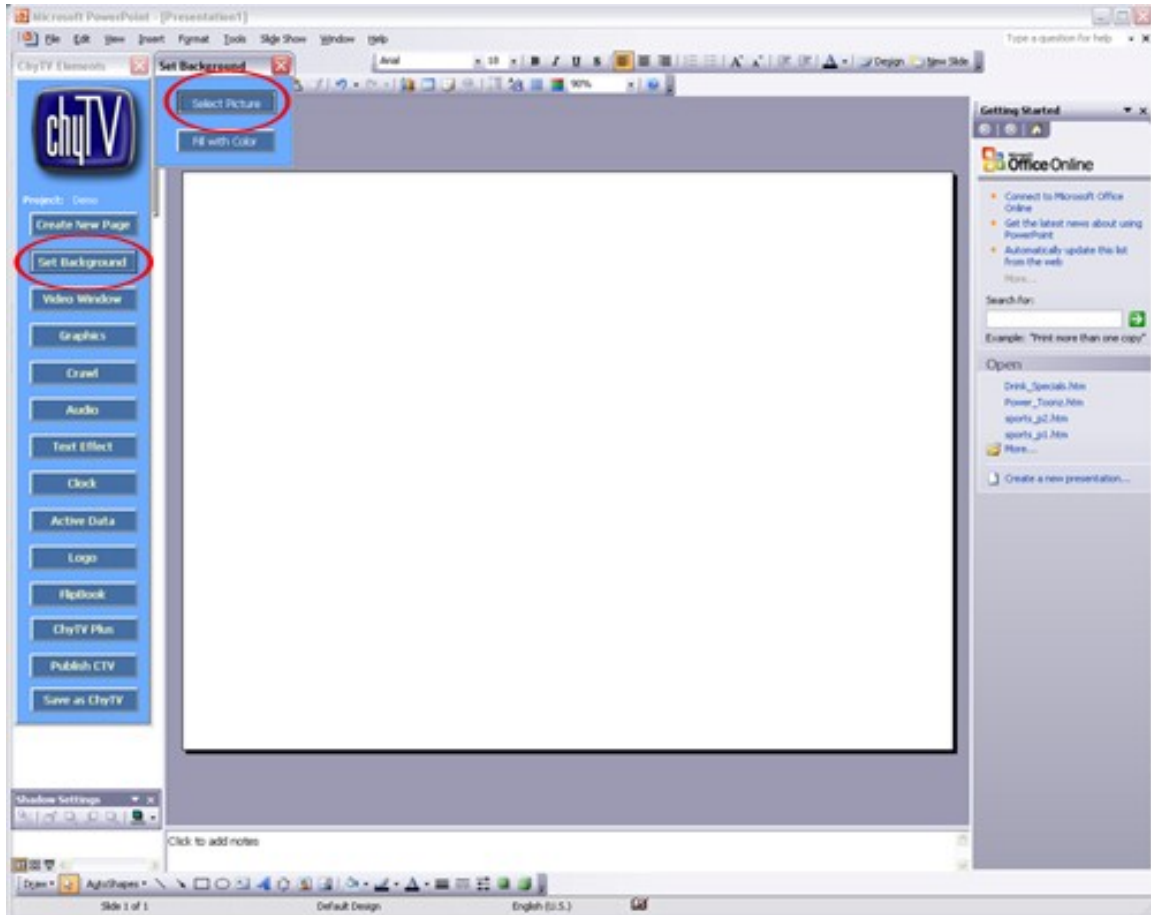 Microsoft PowerPoint - [Presentation1]
File Edit View Insert Format Tools Slide Show Window Help
Type a question for help
ChyTV Elements
Set Background
Arial 18 B I U S A A A Design New Slide
90%
Select Picture
Fill with Color
chyTV
Project: Demo
Create New Page
Set Background
Video Window
Graphics
Crawl
Audio
Text Effect
Clock
Active Data
Logo
FlipBook
ChyTV Plus
Publish CTV
Save as ChyTV
Getting Started
Microsoft
Office Online
Connect to Microsoft Office
Online
Get the latest news about using
PowerPoint
Automatically update this list
from the web
More...
Search for:
Example: "Print more than one copy"
Open
Drink_Specials.htm
Power_Toonz.htm
sports_p2.htm
sports_p1.htm
More...
Create a new presentation...
Shadow Settings
Click to add notes
Draw AutoShapes
Slide 1 of 1 Default Design English (U.S.)